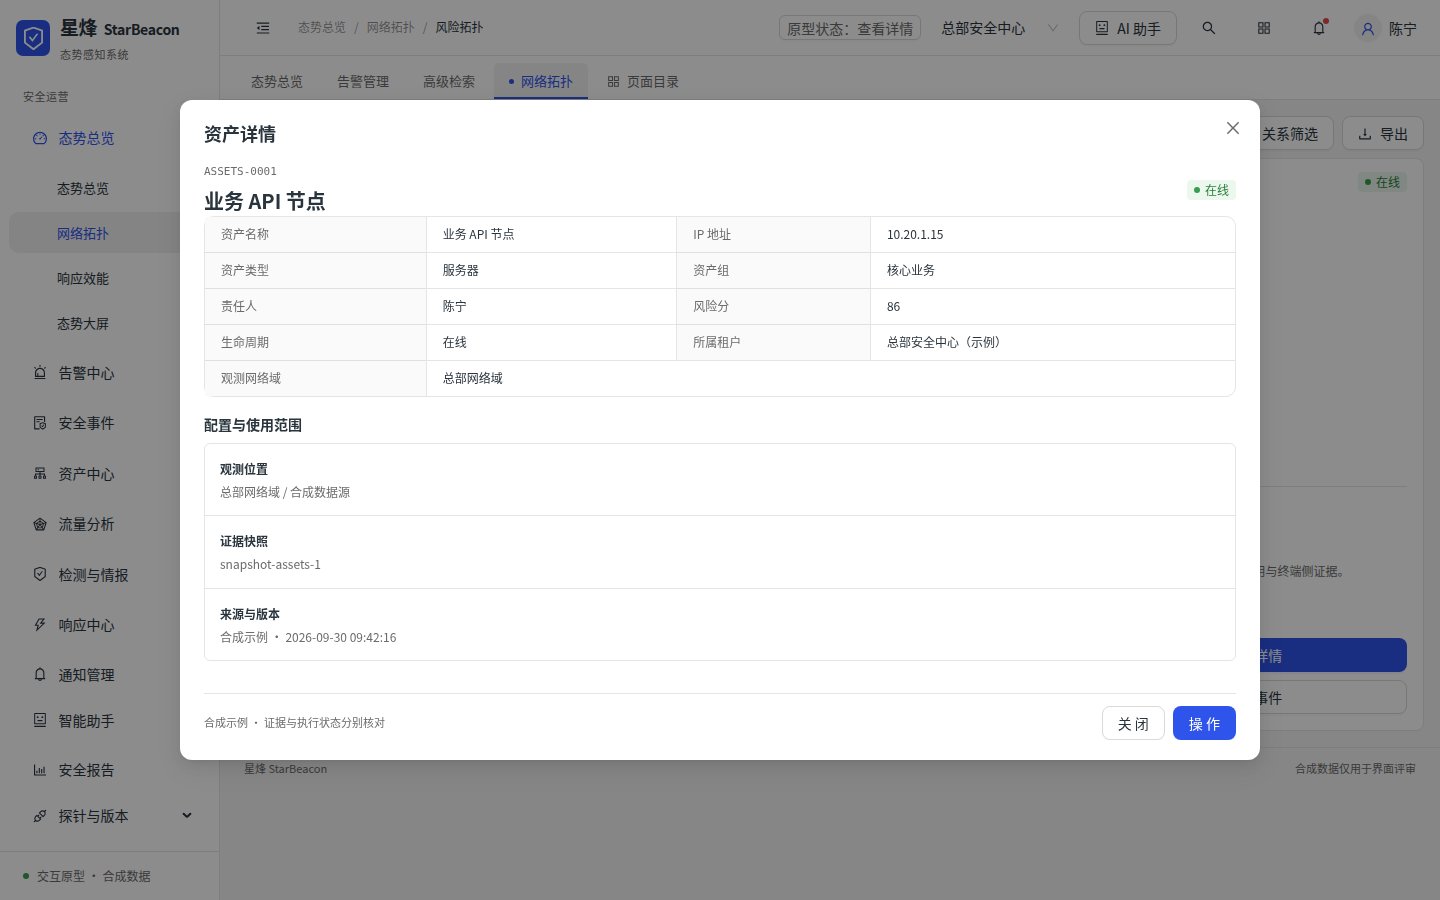 星烽 StarBeacon
态势感知系统
态势总览 / 网络拓扑 / 风险拓扑
原型状态：查看详情
总部安全中心
AI 助手
陈宁
安全运营
态势总览
态势总览
网络拓扑
响应效能
态势大屏
告警中心
安全事件
资产中心
流量分析
检测与情报
响应中心
通知管理
智能助手
安全报告
探针与版本
交互原型 · 合成数据
态势总览
告警管理
高级检索
网络拓扑
页面目录
关系筛选
导出
在线
用与终端侧证据。
详情
事件
资产详情
ASSETS-0001
业务 API 节点
在线
资产名称 业务 API 节点 IP 地址 10.20.1.15
资产类型 服务器 资产组 核心业务
责任人 陈宁 风险分 86
生命周期 在线 所属租户 总部安全中心（示例）
观测网络域 总部网络域
配置与使用范围
观测位置
总部网络域 / 合成数据源
证据快照
snapshot-assets-1
来源与版本
合成示例 · 2026-09-30 09:42:16
合成示例 · 证据与执行状态分别核对
关 闭
操 作
星烽 StarBeacon
合成数据仅用于界面评审